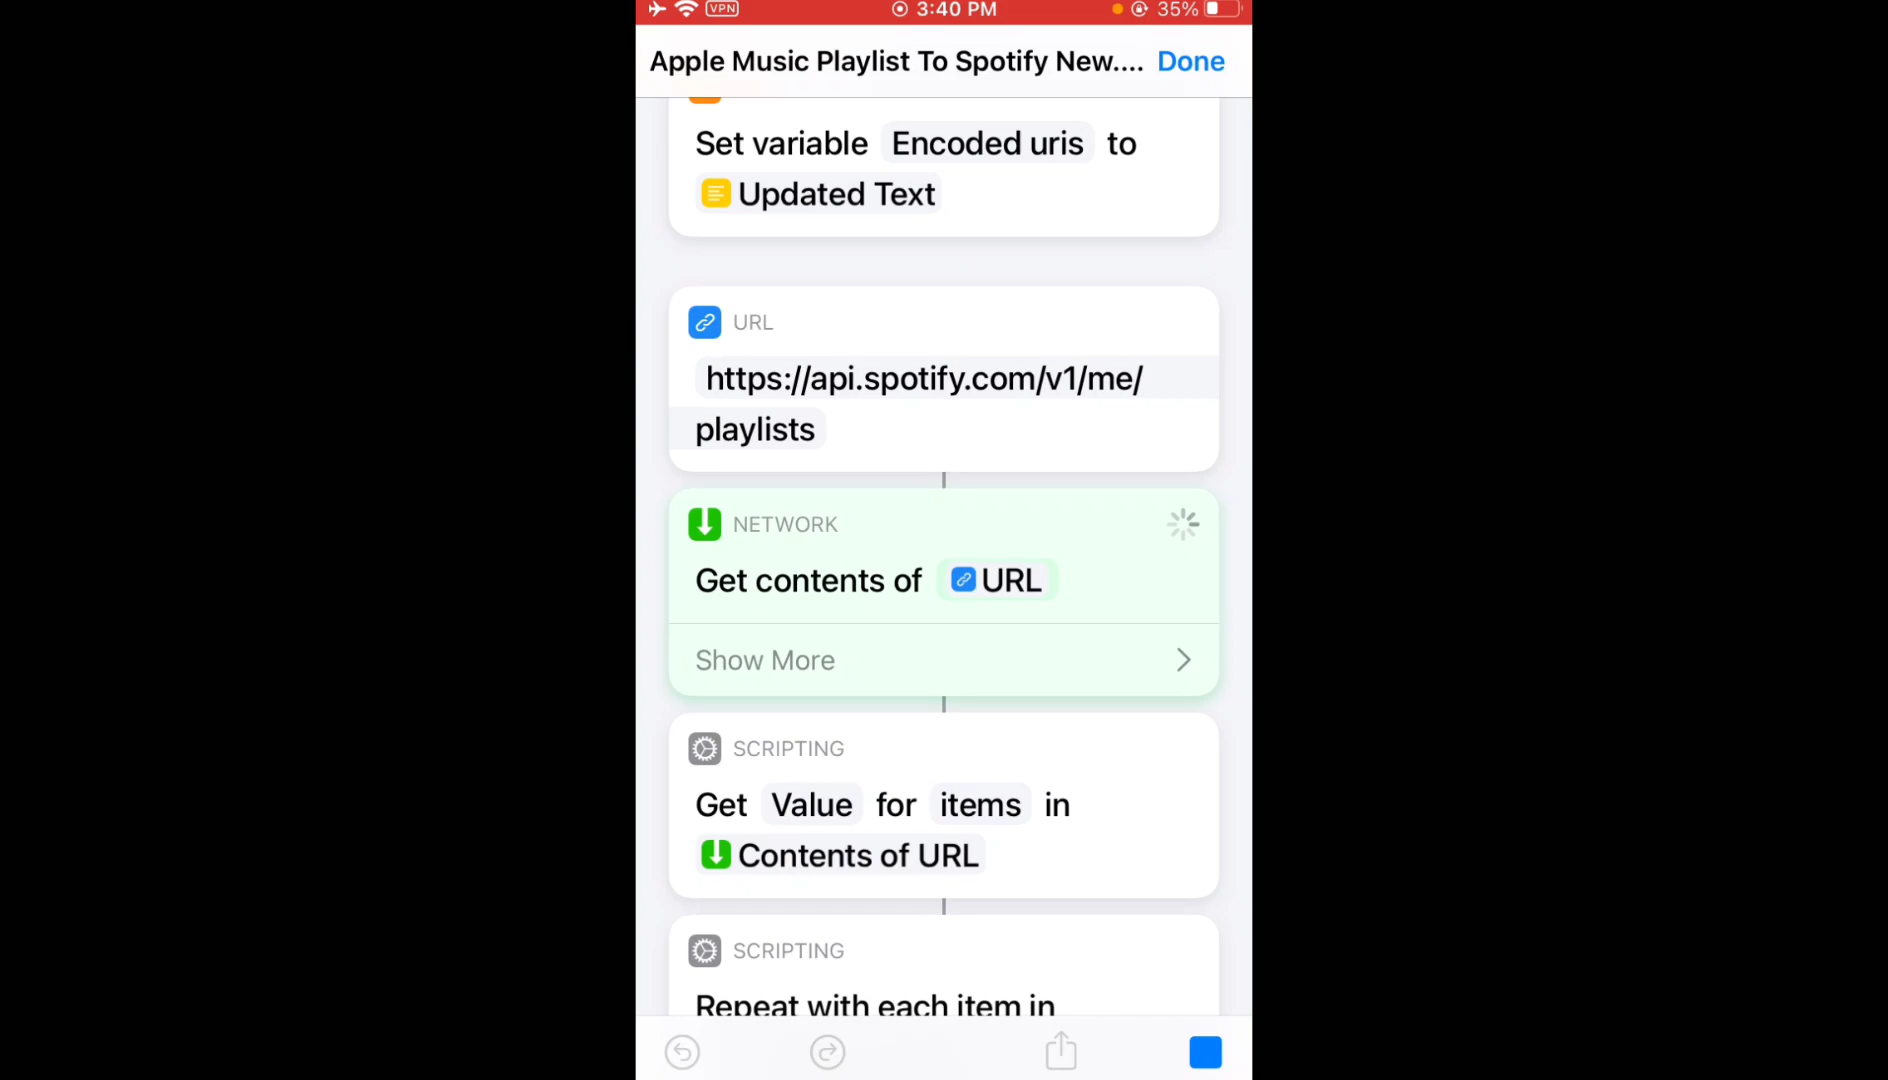 VPN
3:40 PM
35%
Apple Music Playlist To Spotify New....
Done
Set variable Encoded uris to
Updated Text
URL
https://api.spotify.com/v1/me/
playlists
NETWORK
Get contents of URL
Show More
SCRIPTING
Get Value for items in
Contents of URL
SCRIPTING
Repeat with each item in